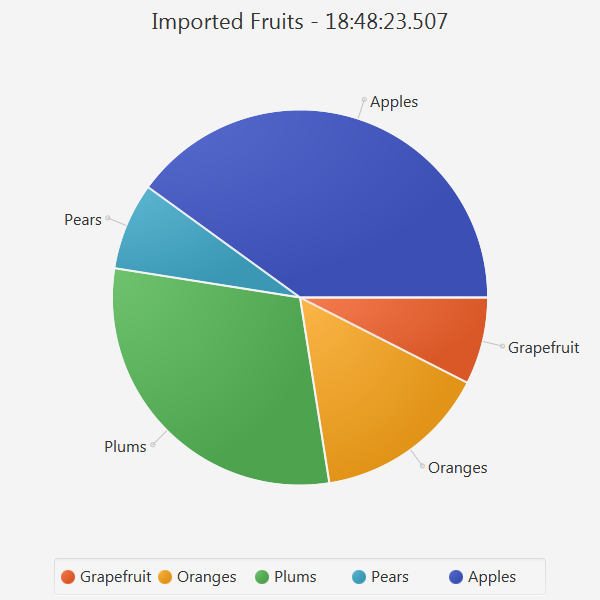 Imported Fruits - 18:48:23.507
Apples
Pears
Grapefruit
Plums
Oranges
Grapefruit Oranges Plums Pears Apples